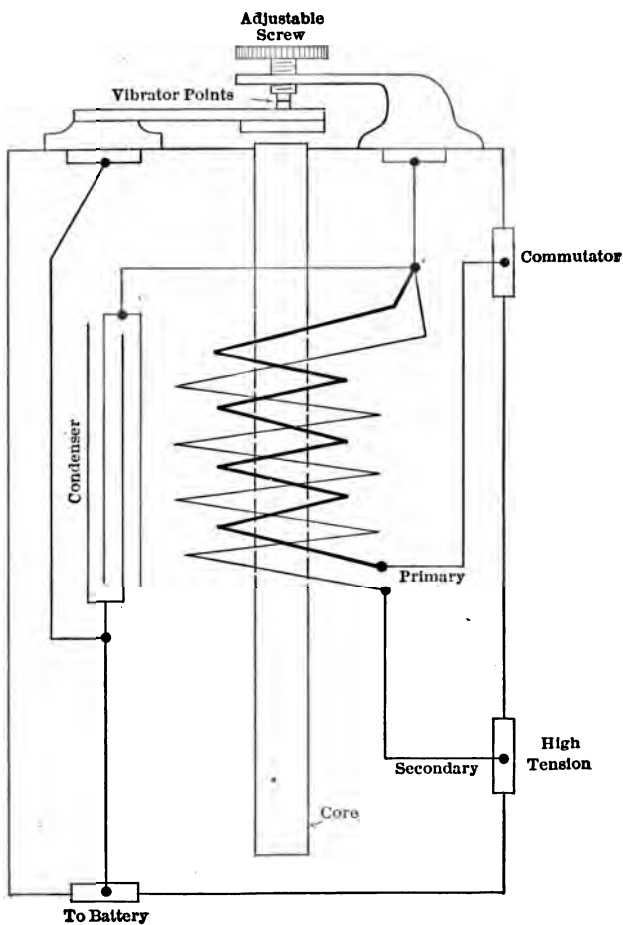 Adjustable
Screw
Vibrator Points
Commutator
Condenser
Primary
High
Tension
Secondary
Core
To Battery